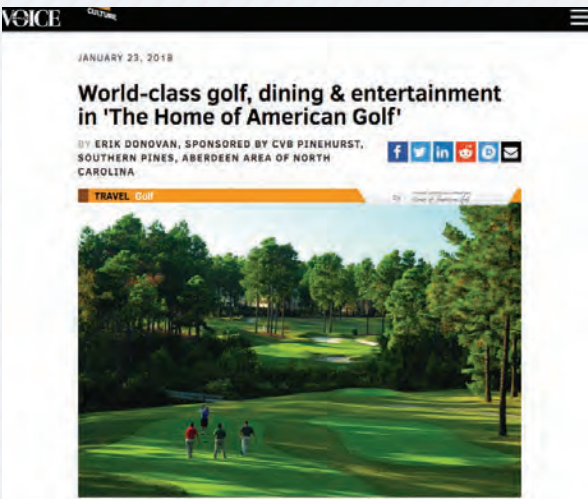 VOICE
CULTURE
JANUARY 23, 2018
World-class golf, dining & entertainment
in 'The Home of American Golf'
BY ERIK DONOVAN, SPONSORED BY CVB PINEHURST,
SOUTHERN PINES, ABERDEEN AREA OF NORTH
CAROLINA
TRAVEL Golf
by